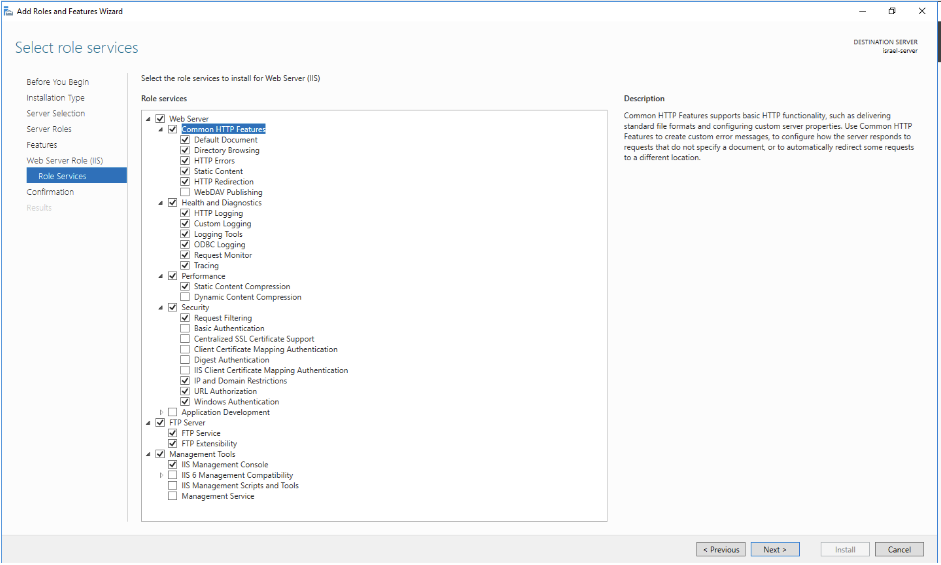 Add Roles and Features Wizard
Select role services
DESTINATION SERVER
israel-server
Before You Begin
Installation Type
Server Selection
Server Roles
Features
Web Server Role (IIS)
Role Services
Confirmation
Results
Select the role services to install for Web Server (IIS)
Role services
Web Server
Common HTTP Features
Default Document
Directory Browsing
HTTP Errors
Static Content
HTTP Redirection
WebDAV Publishing
Health and Diagnostics
HTTP Logging
Custom Logging
Logging Tools
ODBC Logging
Request Monitor
Tracing
Performance
Static Content Compression
Dynamic Content Compression
Security
Request Filtering
Basic Authentication
Centralized SSL Certificate Support
Client Certificate Mapping Authentication
Digest Authentication
IIS Client Certificate Mapping Authentication
IP and Domain Restrictions
URL Authorization
Windows Authentication
Application Development
FTP Server
FTP Service
FTP Extensibility
Management Tools
IIS Management Console
IIS 6 Management Compatibility
IIS Management Scripts and Tools
Management Service
Description
Common HTTP Features supports basic HTTP functionality, such as delivering
standard file formats and configuring custom server properties. Use Common HTTP
Features to create custom error messages, to configure how the server responds to
requests that do not specify a document, or to automatically redirect some requests
to a different location.
< Previous
Next >
Install
Cancel